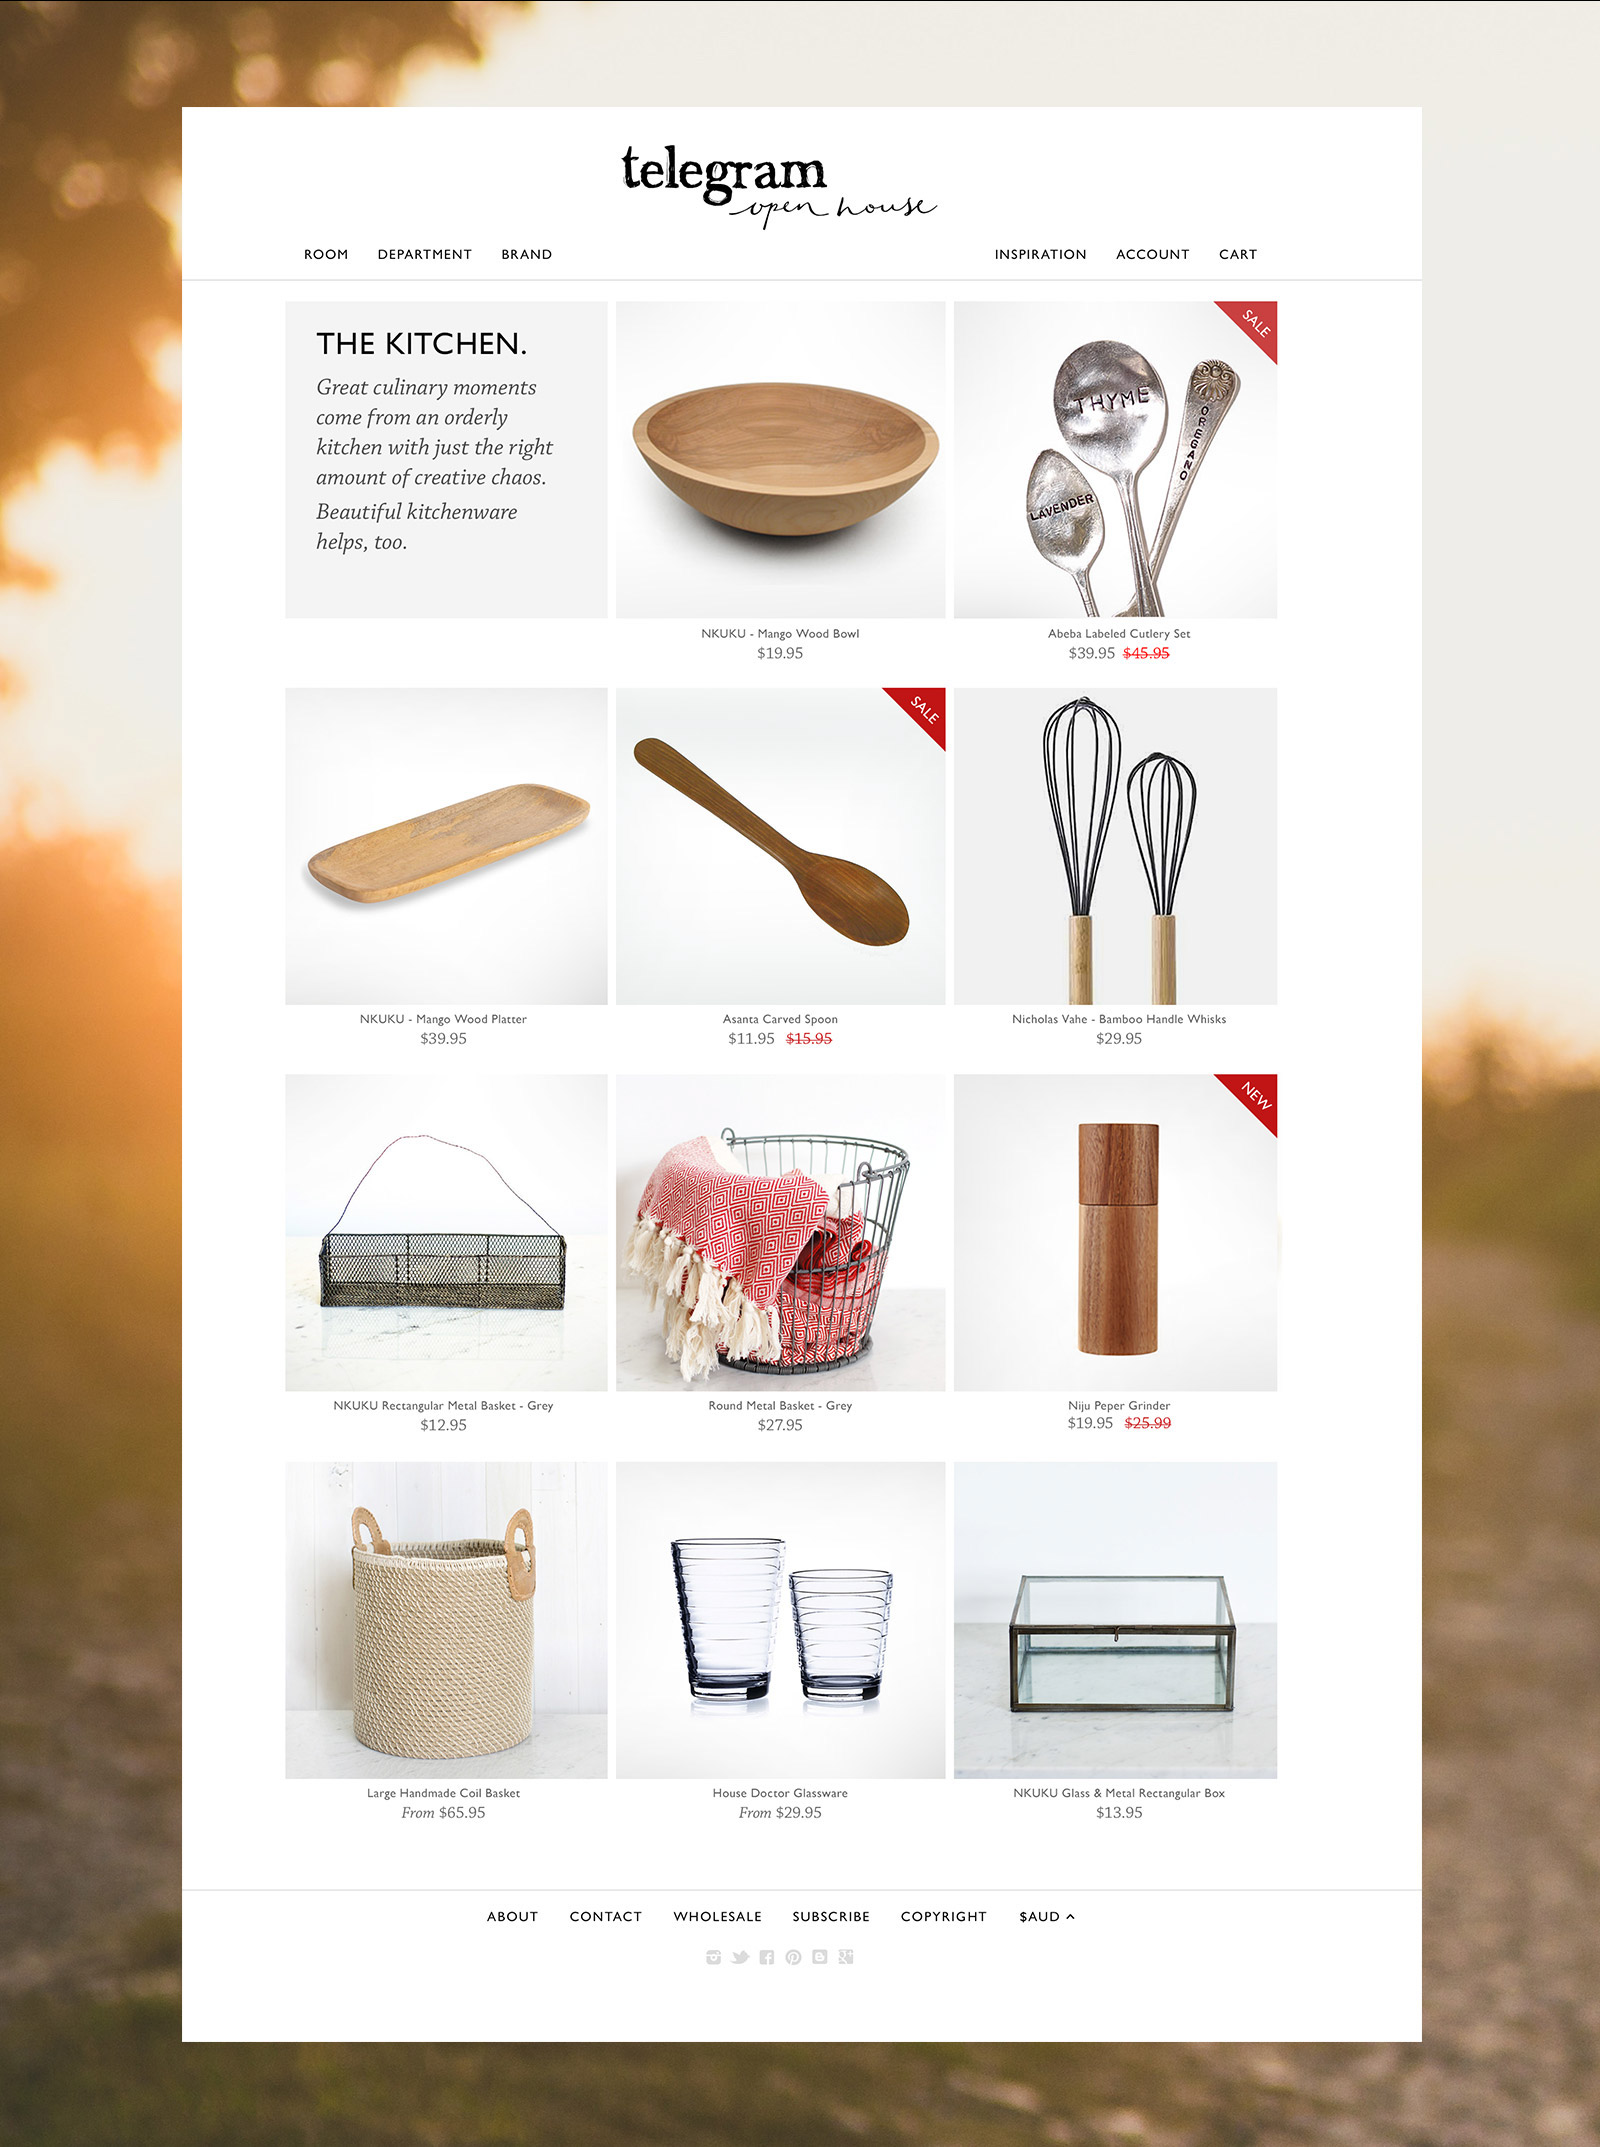 telegram
open house
ROOM DEPARTMENT BRAND INSPIRATION ACCOUNT CART
THE KITCHEN.
Great culinary moments
come from an orderly
kitchen with just the right
amount of creative chaos.
Beautiful kitchenware
helps, too.
THYME
LAVENDER
OREGANO
SALE
NKUKU - Mango Wood Bowl
$19.95
Abeba Labeled Cutlery Set
$39.95 $45.95
SALE
NKUKU - Mango Wood Platter
$39.95
Asanta Carved Spoon
$11.95 $15.95
Nicholas Vahe - Bamboo Handle Whisks
$29.95
NEW
NKUKU Rectangular Metal Basket - Grey
$12.95
Round Metal Basket - Grey
$27.95
Niju Peper Grinder
$19.95 $25.99
Large Handmade Coil Basket
From $65.95
House Doctor Glassware
From $29.95
NKUKU Glass & Metal Rectangular Box
$13.95
ABOUT CONTACT WHOLESALE SUBSCRIBE COPYRIGHT $AUD